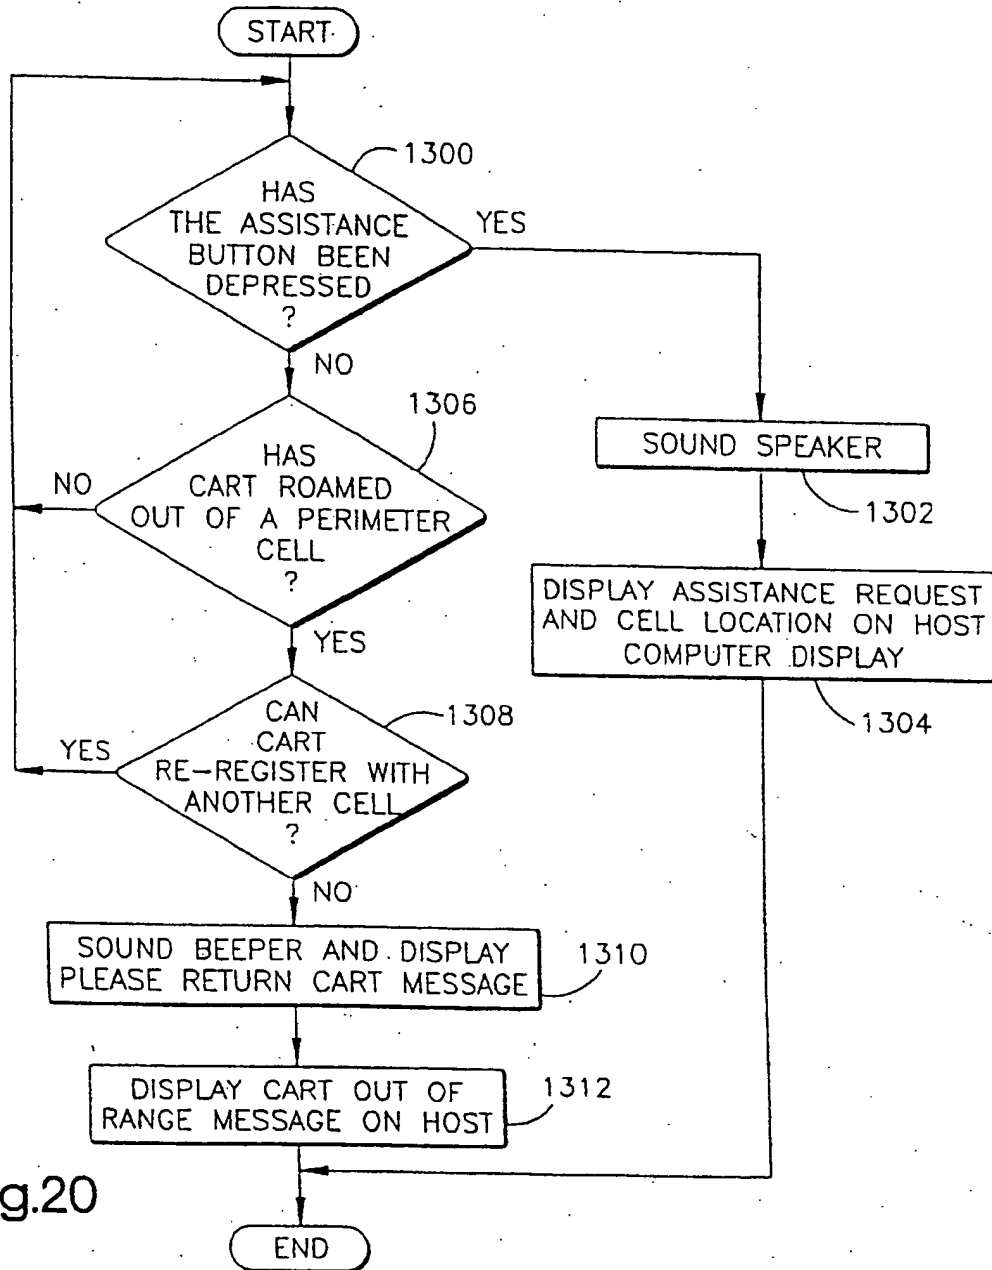 START
1300
HAS
THE ASSISTANCE
BUTTON BEEN
DEPRESSED
?
YES
NO
1306
HAS
CART ROAMED
OUT OF A PERIMETER
CELL
?
NO
YES
SOUND SPEAKER
1302
DISPLAY ASSISTANCE REQUEST
AND CELL LOCATION ON HOST
COMPUTER DISPLAY
1304
CAN
CART
RE-REGISTER WITH
ANOTHER CELL
?
1308
YES
NO
SOUND BEEPER AND DISPLAY
PLEASE RETURN CART MESSAGE
1310
DISPLAY CART OUT OF
RANGE MESSAGE ON HOST
1312
g.20
END